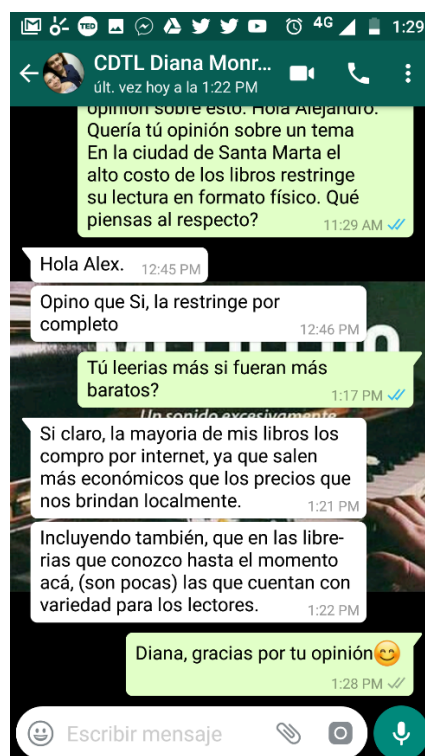 TED
4G
1:29
CDTL Diana Monr...
últ. vez hoy a la 1:22 PM
opinión sobre esto. Hola Alejandro.
Quería tú opinión sobre un tema
En la ciudad de Santa Marta el
alto costo de los libros restringe
su lectura en formato físico. Qué
piensas al respecto?
11:29 AM
Hola Alex.
12:45 PM
Opino que Si, la restringe por
completo
12:46 PM
Tú leerias más si fueran más
baratos?
1:17 PM
Un sonido excesivamente
Si claro, la mayoria de mis libros los
compro por internet, ya que salen
más económicos que los precios que
nos brindan localmente.
1:21 PM
Incluyendo también, que en las libre-
rias que conozco hasta el momento
acá, (son pocas) las que cuentan con
variedad para los lectores.
1:22 PM
Diana, gracias por tu opinión😊
1:28 PM
Escribir mensaje